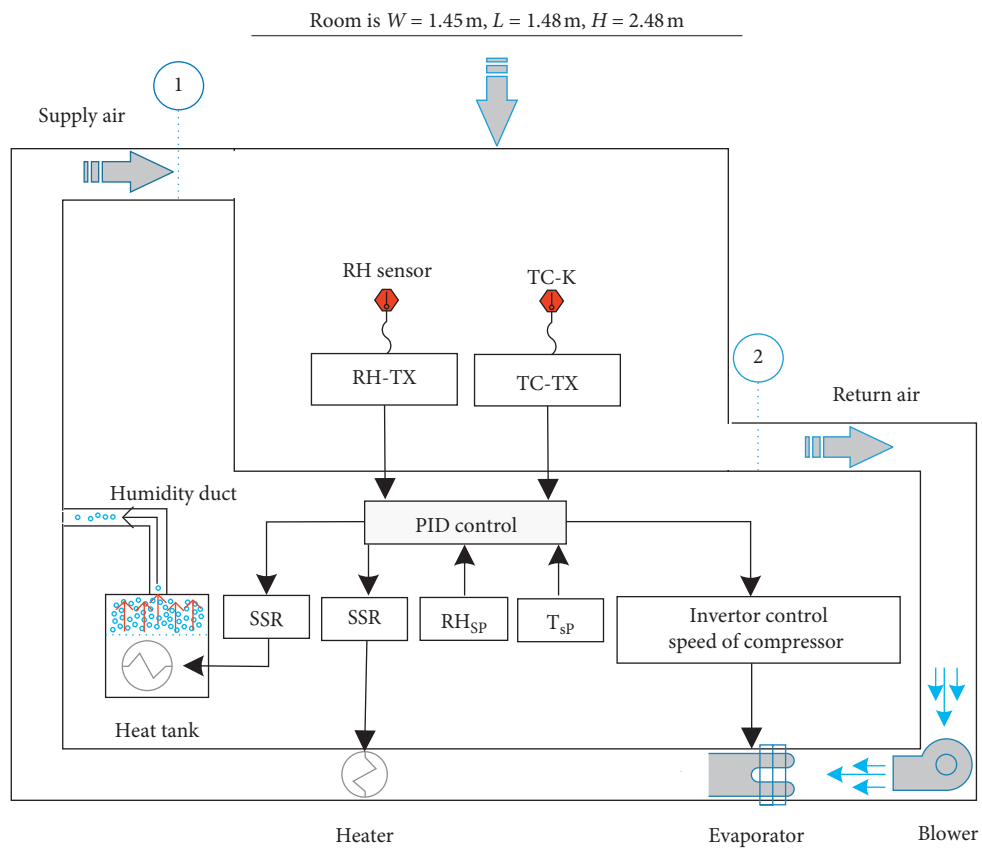 Room is W = 1.45 m, L = 1.48 m, H = 2.48 m
1
Supply air
RH sensor
TC-K
RH-TX
TC-TX
2
Return air
Humidity duct
PID control
SSR
SSR
RHSP
TsP
Invertor control
speed of compressor
Heat tank
Heater
Evaporator
Blower